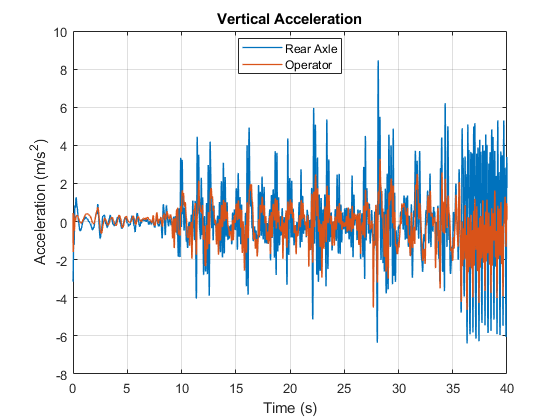 Vertical Acceleration
Rear Axle
Operator
Acceleration (m/s²)
10
8
6
4
2
0
-2
-4
-6
-8
0 5 10 15 20 25 30 35 40
Time (s)